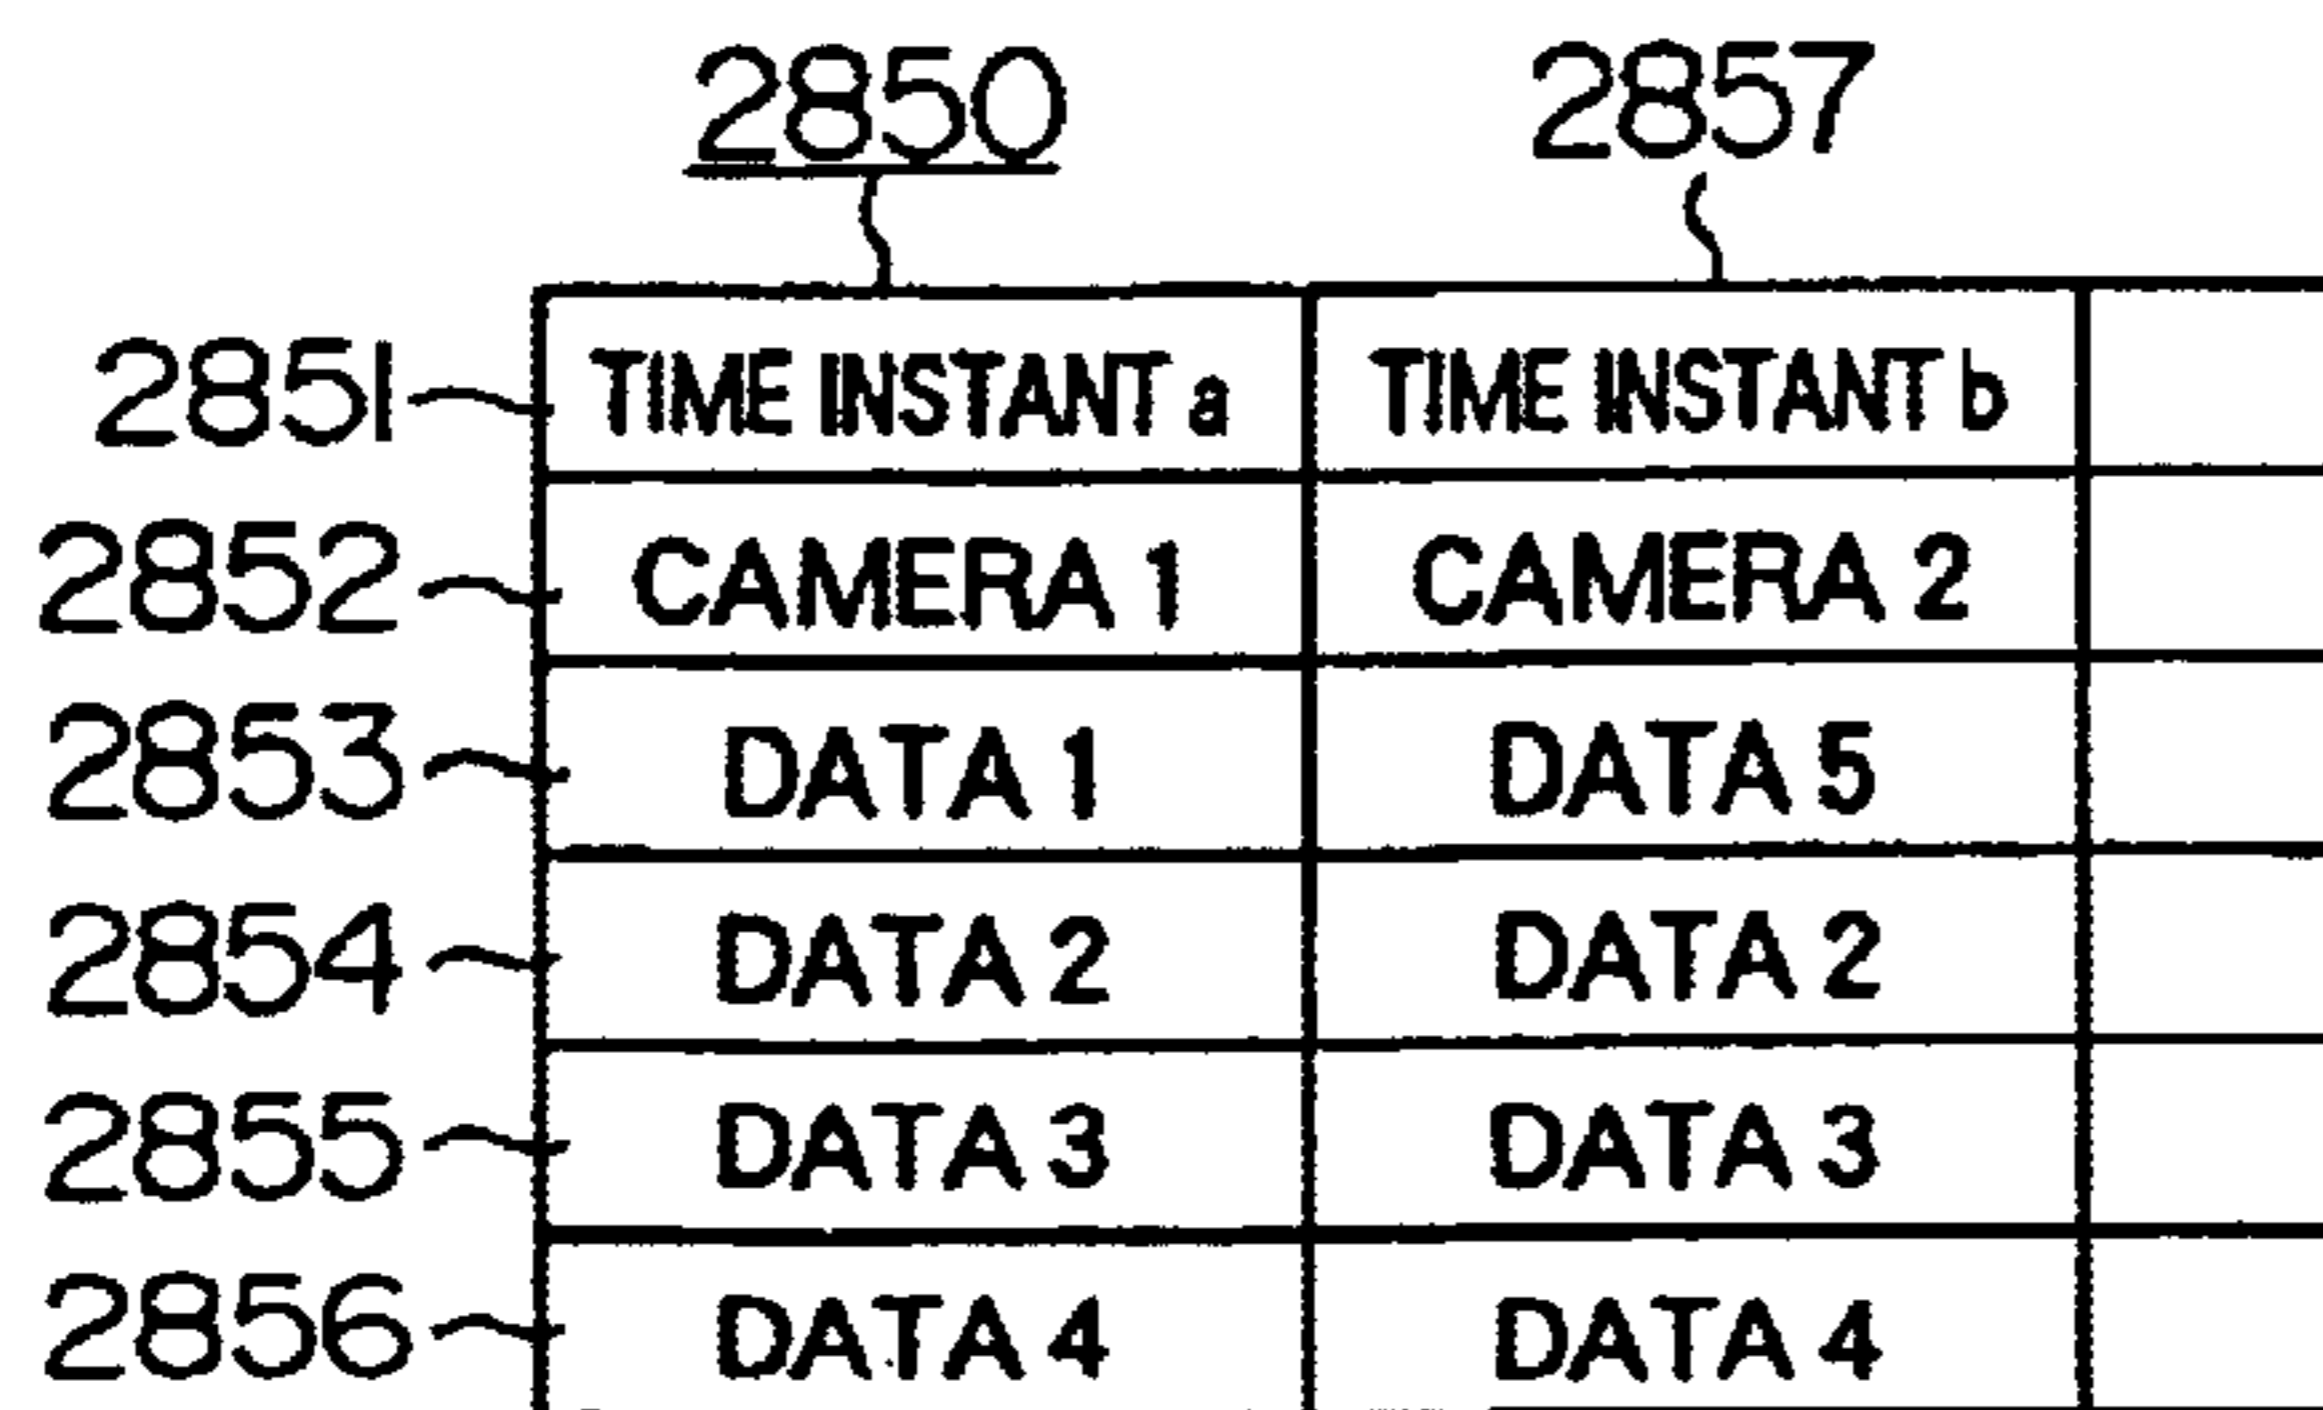 2850 2857
2851 TIME INSTANT a TIME INSTANT b
2852 CAMERA 1 CAMERA 2
2853 DATA 1 DATA 5
2854 DATA 2 DATA 2
2855 DATA 3 DATA 3
2856 DATA 4 DATA 4